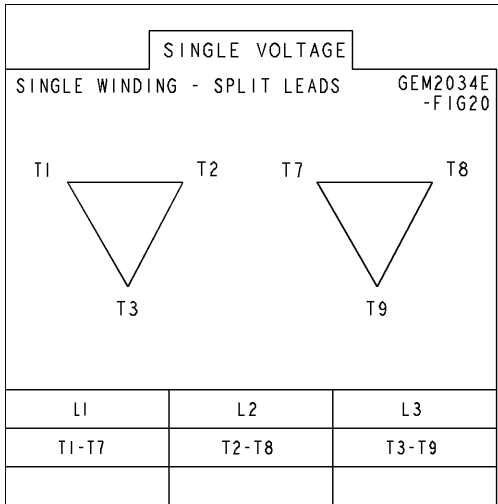 SINGLE VOLTAGE
SINGLE WINDING - SPLIT LEADS
GEM2034E
-FIG20
T1 T2 T7 T8
T3 T9
L1 L2 L3
T1-T7 T2-T8 T3-T9